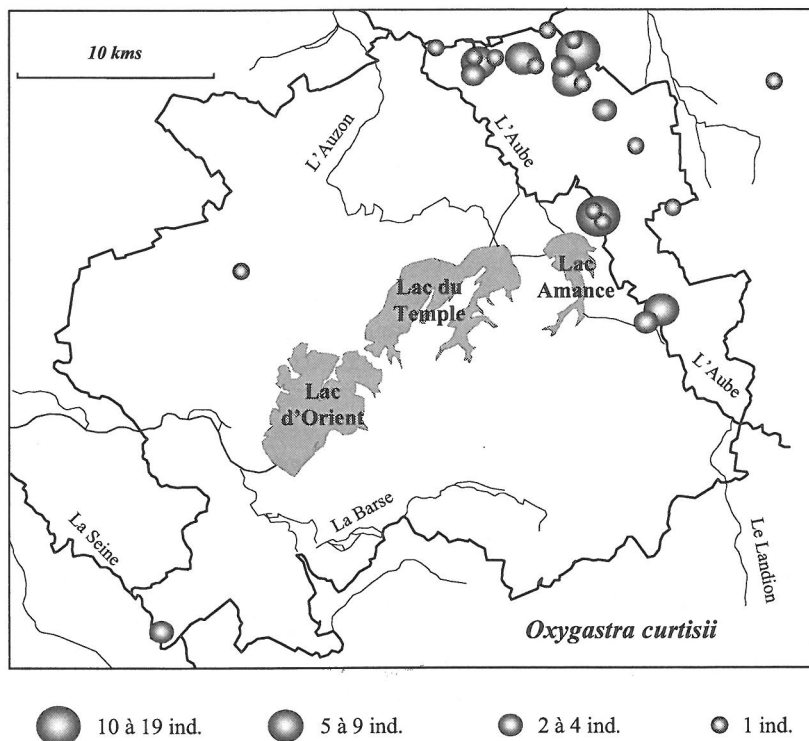 10 kms
L'Auzon
L'Aube
Lac
Amance
Lac du
Temple
L'Aube
Lac
d'Orient
La Barse
La Seine
Le Landion
Oxygastra curtisii
10 à 19 ind.
5 à 9 ind.
2 à 4 ind.
1 ind.